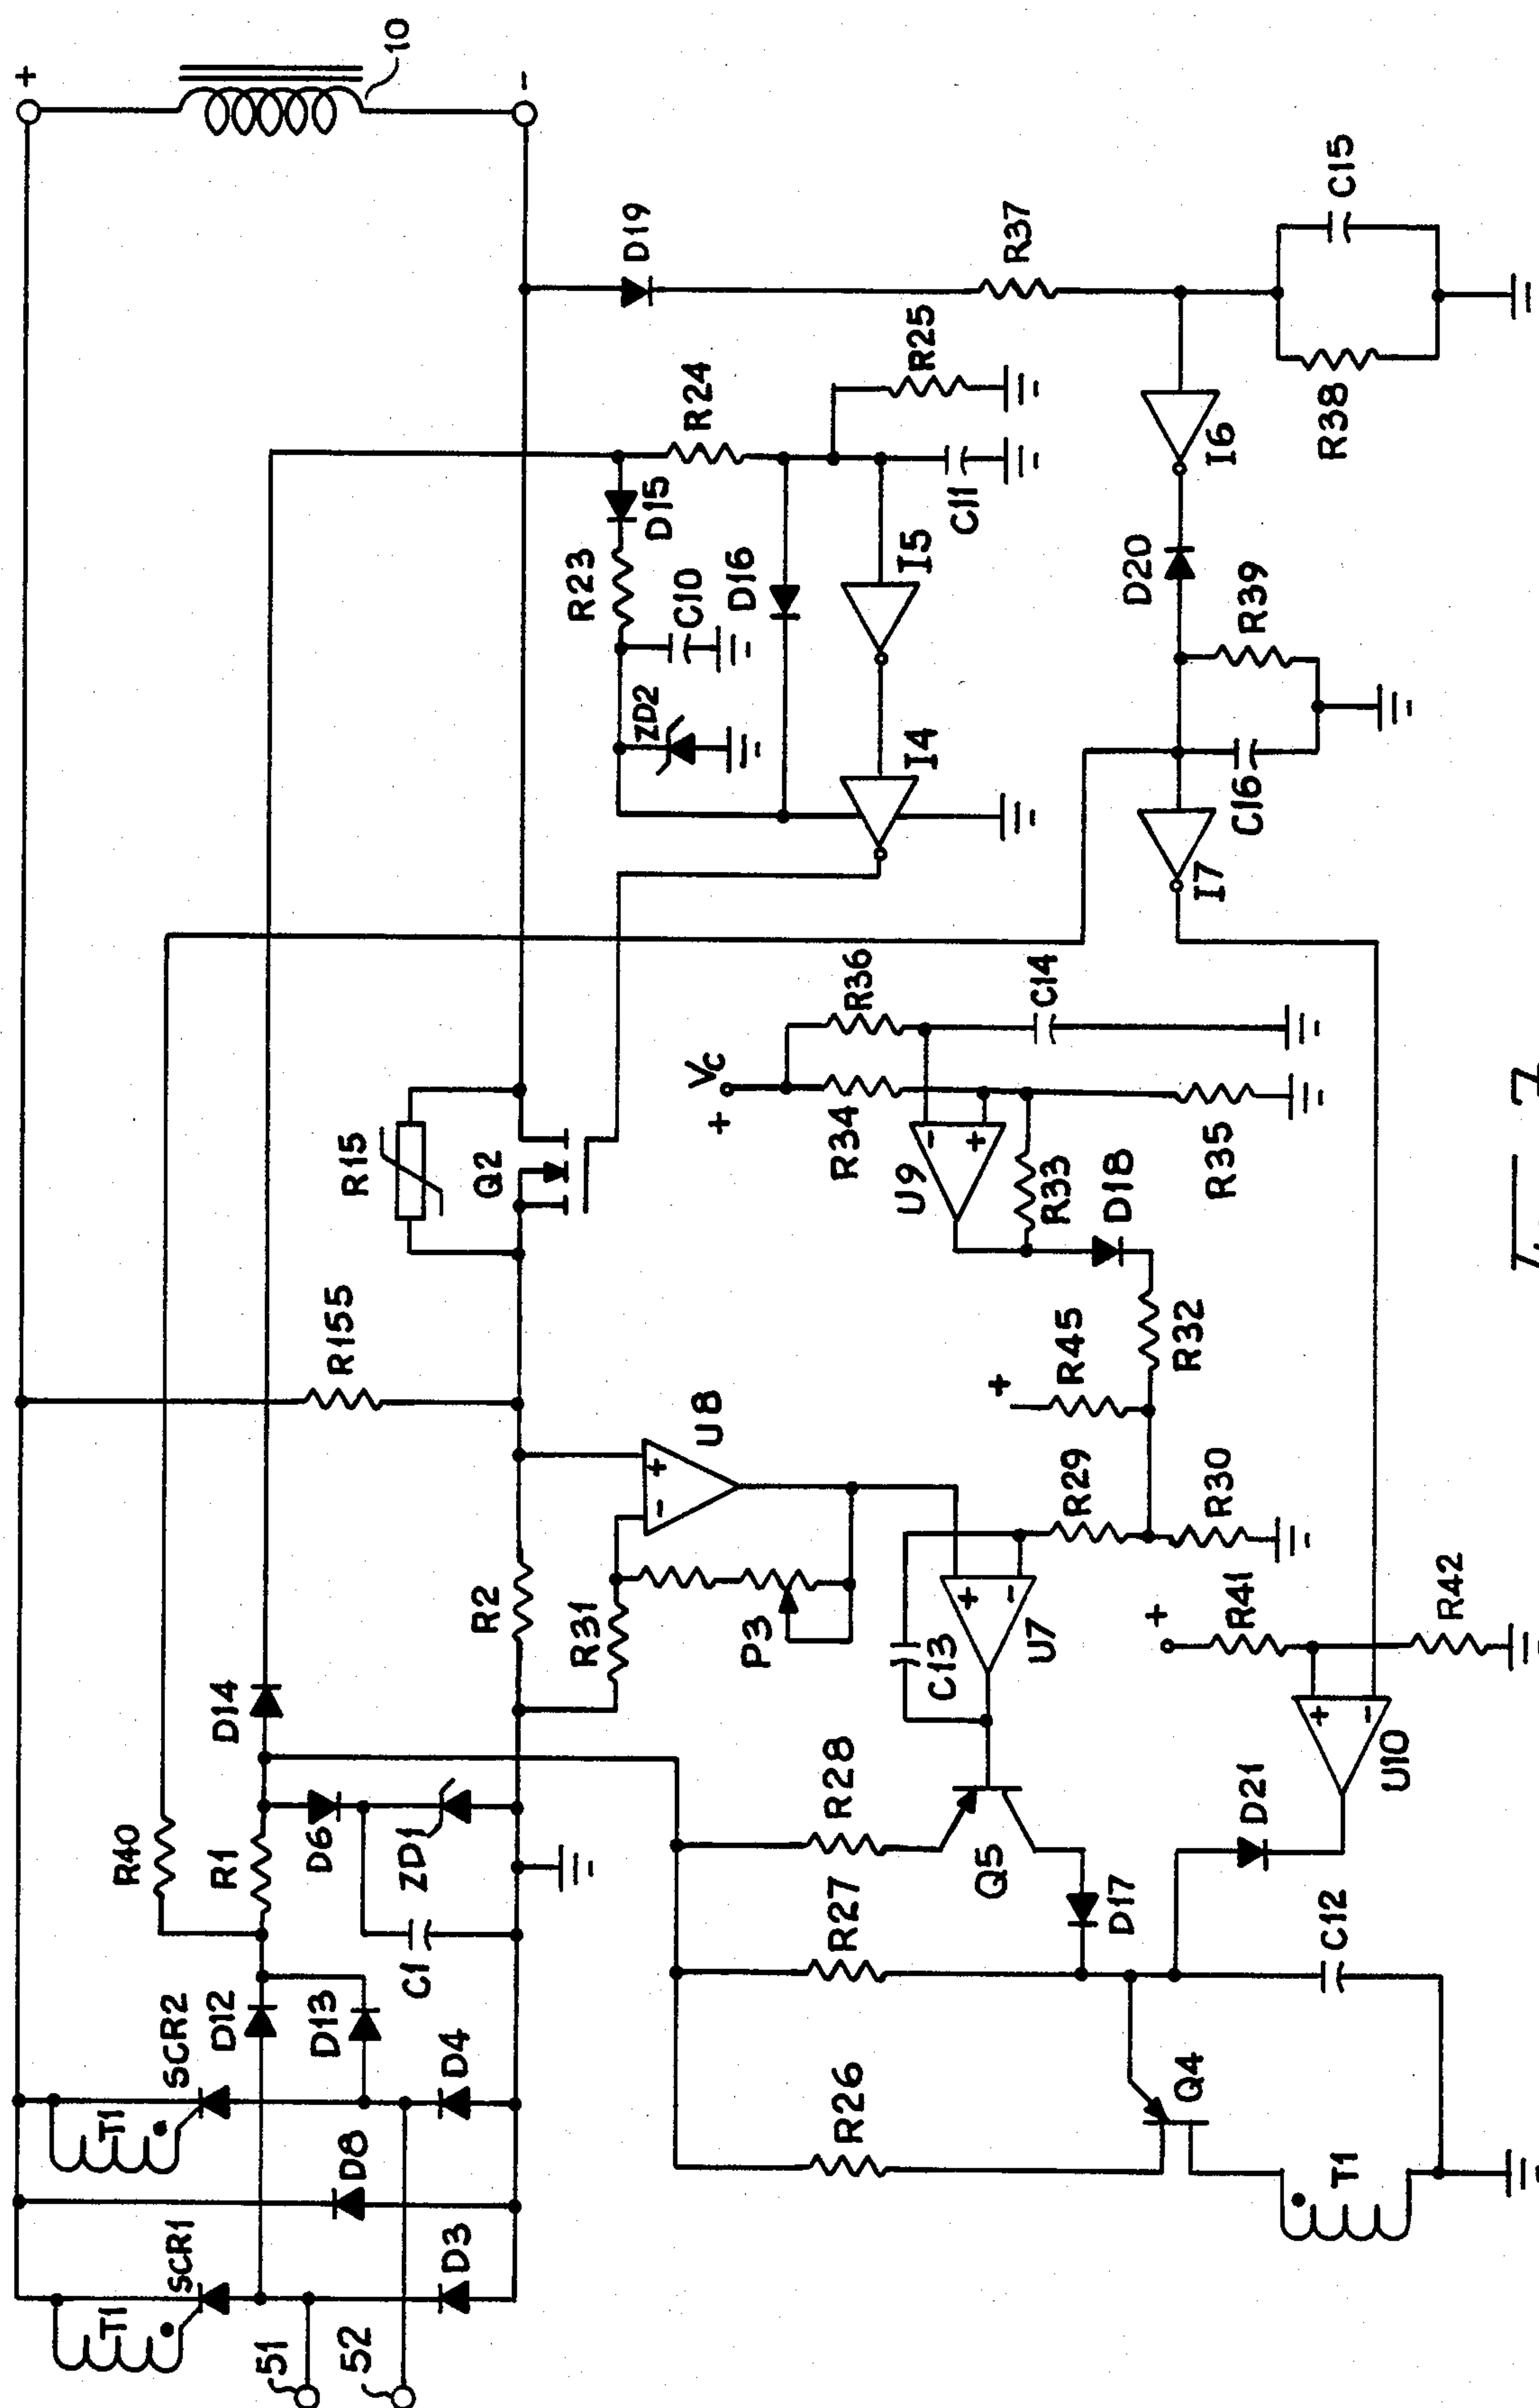 +
10
-
D19
R37
C15
R38
R24
R25
D15
R23
C10
D16
ZD2
C11
I5
I4
I6
D20
R39
C16
I7
R15
Q2
R155
R40
R1
D14
D6
ZD1
C1
R2
R31
P3
U8
+
-
+
Vc
R36
C14
R34
R35
U9
-
+
R33
D18
R32
+
R45
R29
R30
C13
U7
+
-
+
R41
R42
U10
+
-
D21
R28
R27
Q5
D17
C12
R26
Q4
T1
SCR2
D12
D13
D4
T1
D8
SCR1
D3
T1
51
52